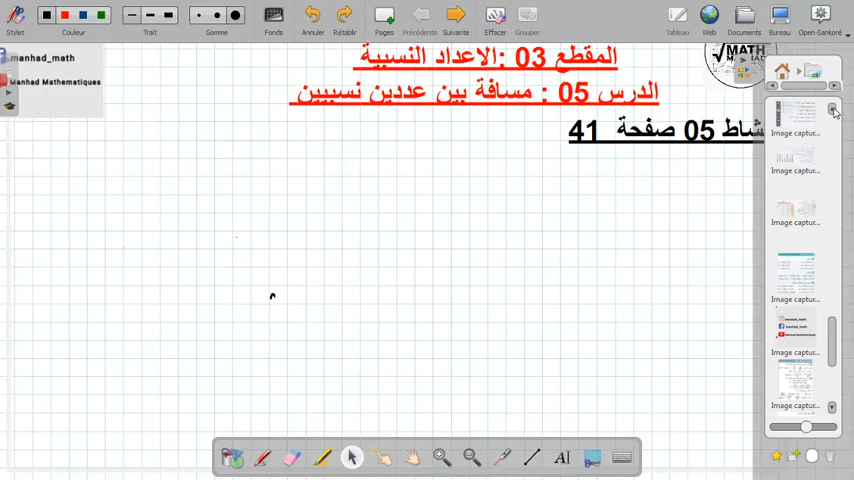 Stylet
Couleur
Trait
Fonds
Annuler
Rétablir
Pages
Précédente
Suivante
Effacer
Gomme
Tableau
Web
Documents
Bureau
Open-Sankoré
manhad_math
Manhad Mathematiques
المقطع 03 :الاعداد النسبية
الدرس 05 : مسافة بين عددين نسبيين
شاط 05 صفحة 41
MATH
Image captur...
Image captur...
Image captur...
Image captur...
Image captur...
Image captur...